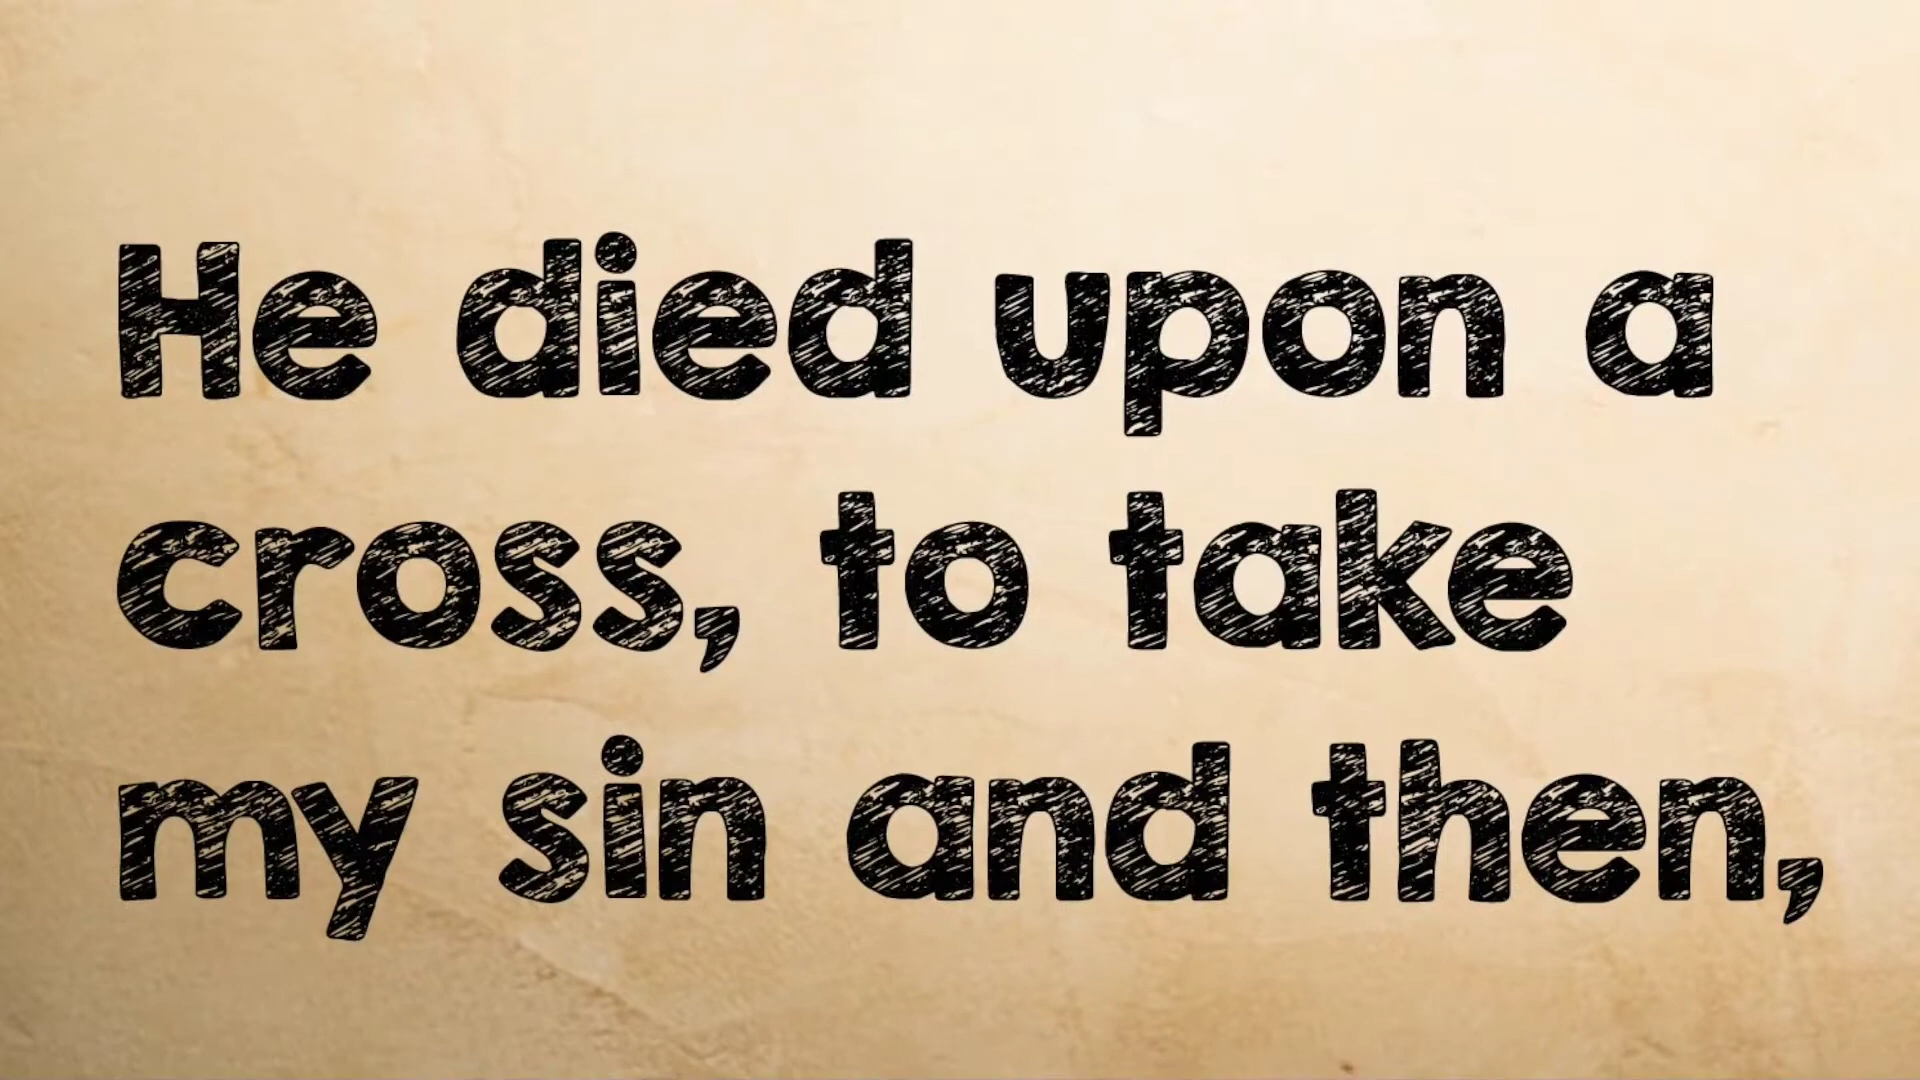 He died upon a
cross, to take
my sin and then,